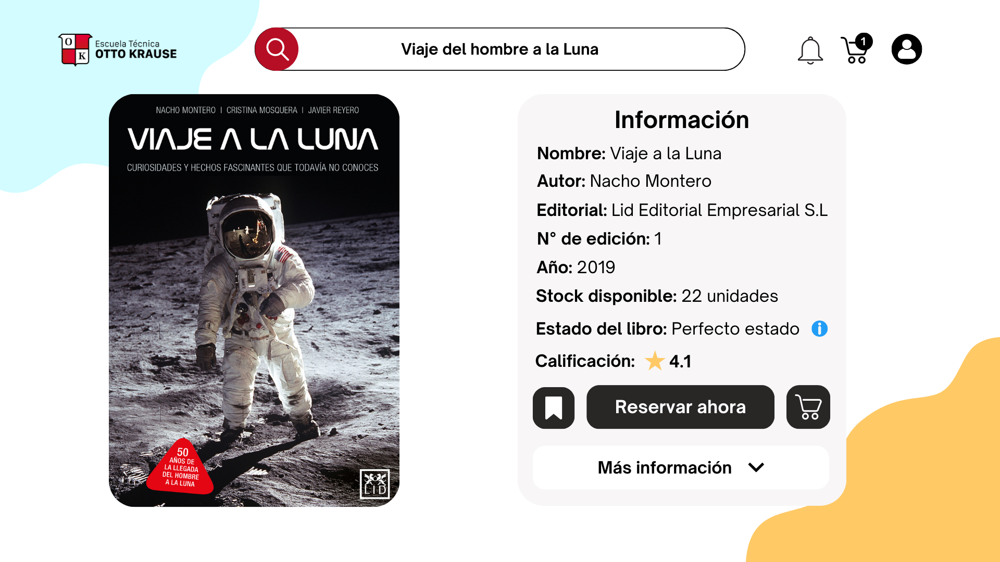 O
K
Escuela Técnica
OTTO KRAUSE
Viaje del hombre a la Luna
1
NACHO MONTERO | CRISTINA MOSQUERA | JAVIER REYERO
VIAJE A LA LUNA
CURIOSIDADES Y HECHOS FASCINANTES QUE TODAVÍA NO CONOCES
50
AÑOS DE
LA LLEGADA
DEL HOMBRE
A LA LUNA
LID
Información
Nombre: Viaje a la Luna
Autor: Nacho Montero
Editorial: Lid Editorial Empresarial S.L
N° de edición: 1
Año: 2019
Stock disponible: 22 unidades
Estado del libro: Perfecto estado i
Calificación: 4.1
Reservar ahora
Más información